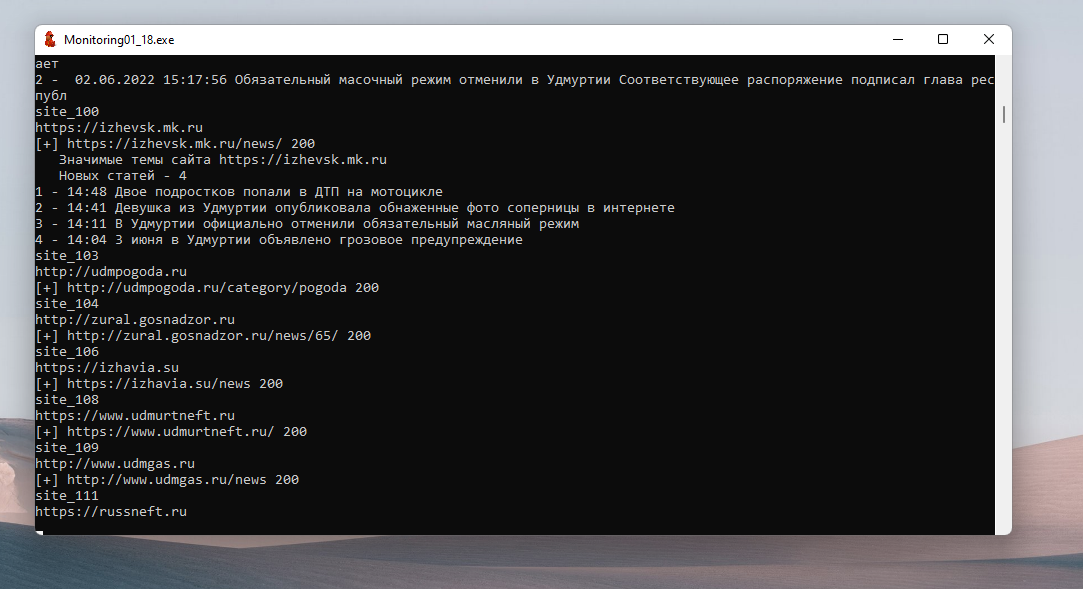 Monitoring01_18.exe
ает
2 -  02.06.2022 15:17:56 Обязательный масочный режим отменили в Удмуртии Соответствующее распоряжение подписал глава рес
публ
site_100
https://izhevsk.mk.ru
[+] https://izhevsk.mk.ru/news/ 200
   Значимые темы сайта https://izhevsk.mk.ru
   Новых статей - 4
1 - 14:48 Двое подростков попали в ДТП на мотоцикле
2 - 14:41 Девушка из Удмуртии опубликовала обнаженные фото соперницы в интернете
3 - 14:11 В Удмуртии официально отменили обязательный масляный режим
4 - 14:04 3 июня в Удмуртии объявлено грозовое предупреждение
site_103
http://udmpogoda.ru
[+] http://udmpogoda.ru/category/pogoda 200
site_104
http://zural.gosnadzor.ru
[+] http://zural.gosnadzor.ru/news/65/ 200
site_106
https://izhavia.su
[+] https://izhavia.su/news 200
site_108
https://www.udmurtneft.ru
[+] https://www.udmurtneft.ru/ 200
site_109
http://www.udmgas.ru
[+] http://www.udmgas.ru/news 200
site_111
https://russneft.ru